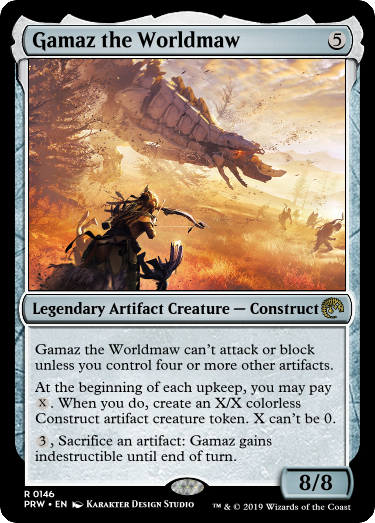 Gamaz the Worldmaw 5
Legendary Artifact Creature — Construct
Gamaz the Worldmaw can't attack or block
unless you control four or more other artifacts.
At the beginning of each upkeep, you may pay
X. When you do, create an X/X colorless
Construct artifact creature token. X can't be 0.
3, Sacrifice an artifact: Gamaz gains
indestructible until end of turn.
8/8
R 0146
PRW • EN Karakter Design Studio
™ & © 2019 Wizards of the Coast